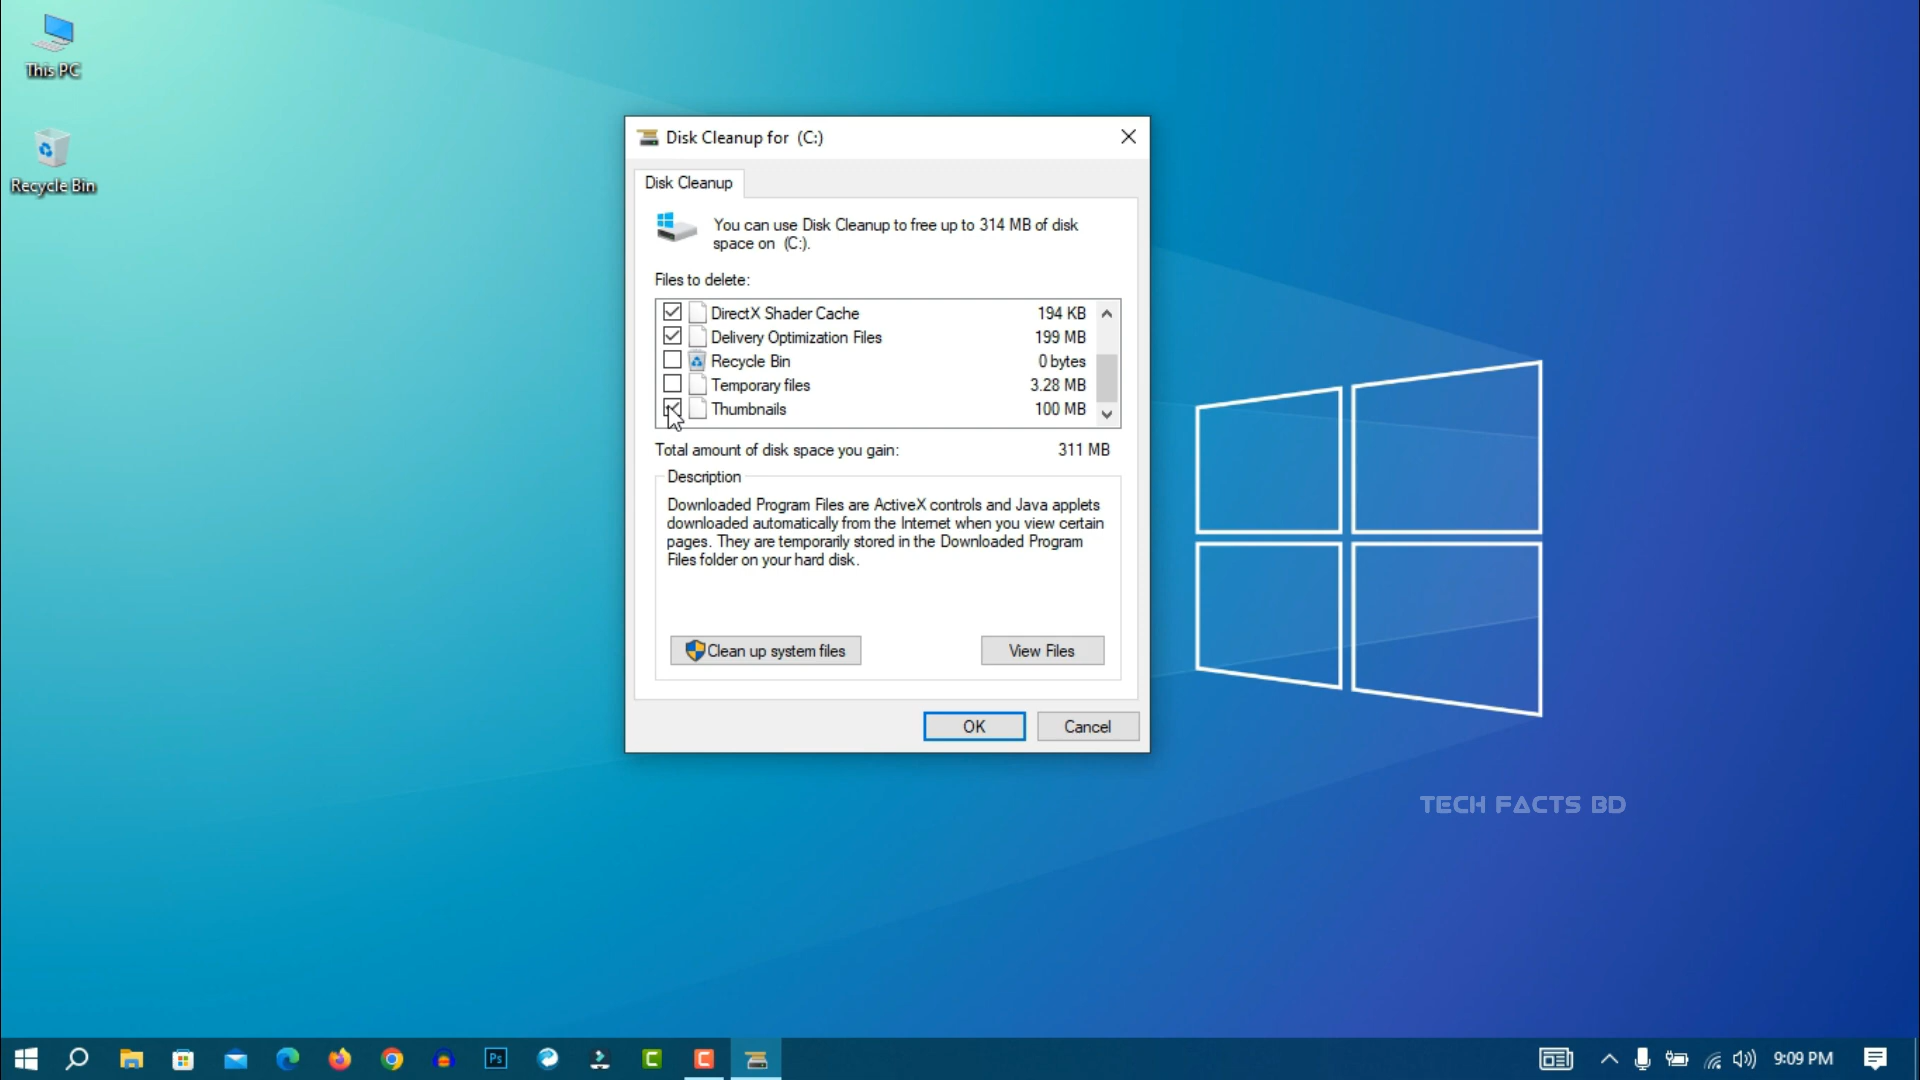 This PC
Recycle Bin
Disk Cleanup for (C:)
Disk Cleanup
You can use Disk Cleanup to free up to 314 MB of disk
space on (C:).
Files to delete:
DirectX Shader Cache 194 KB
Delivery Optimization Files 199 MB
Recycle Bin 0 bytes
Temporary files 3.28 MB
Thumbnails 100 MB
Total amount of disk space you gain: 311 MB
Description
Downloaded Program Files are ActiveX controls and Java applets
downloaded automatically from the Internet when you view certain
pages. They are temporarily stored in the Downloaded Program
Files folder on your hard disk.
Clean up system files
View Files
OK
Cancel
TECH FACTS BD
Ps
C
C
9:09 PM